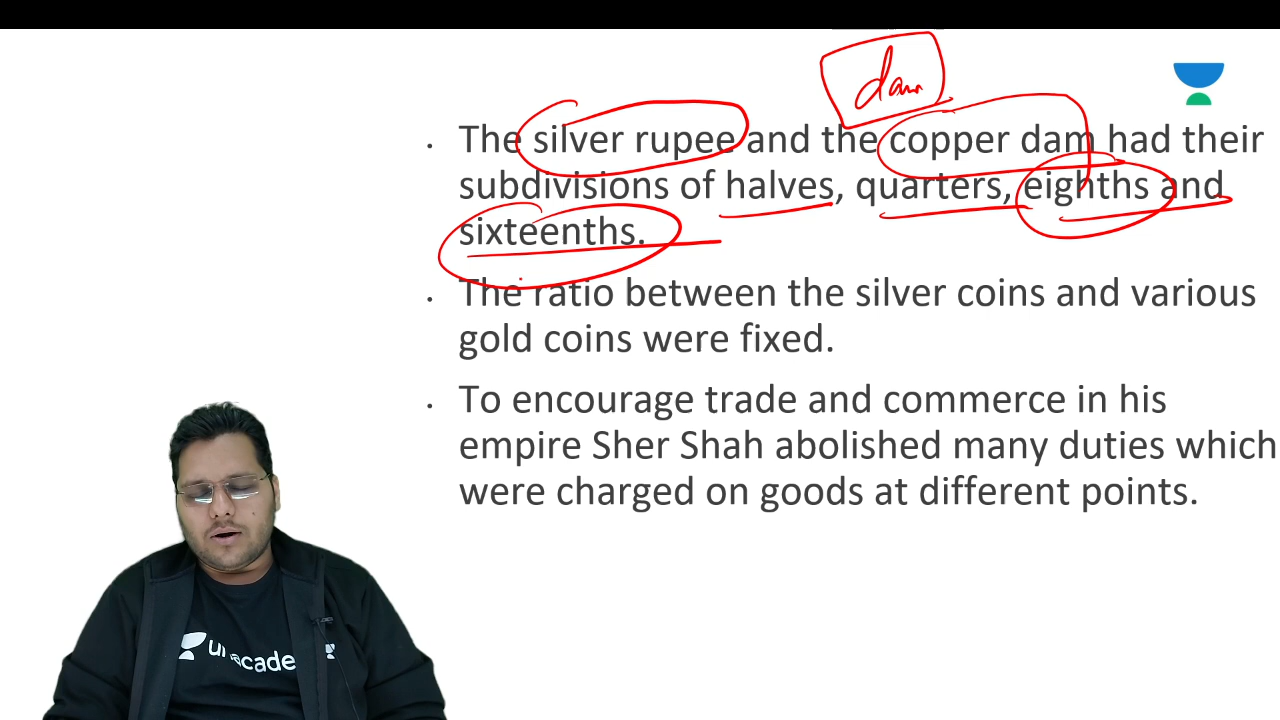 dam
. The silver rupee and the copper dam had their
subdivisions of halves, quarters, eighths and
sixteenths.
. The ratio between the silver coins and various
gold coins were fixed.
. To encourage trade and commerce in his
empire Sher Shah abolished many duties which
were charged on goods at different points.